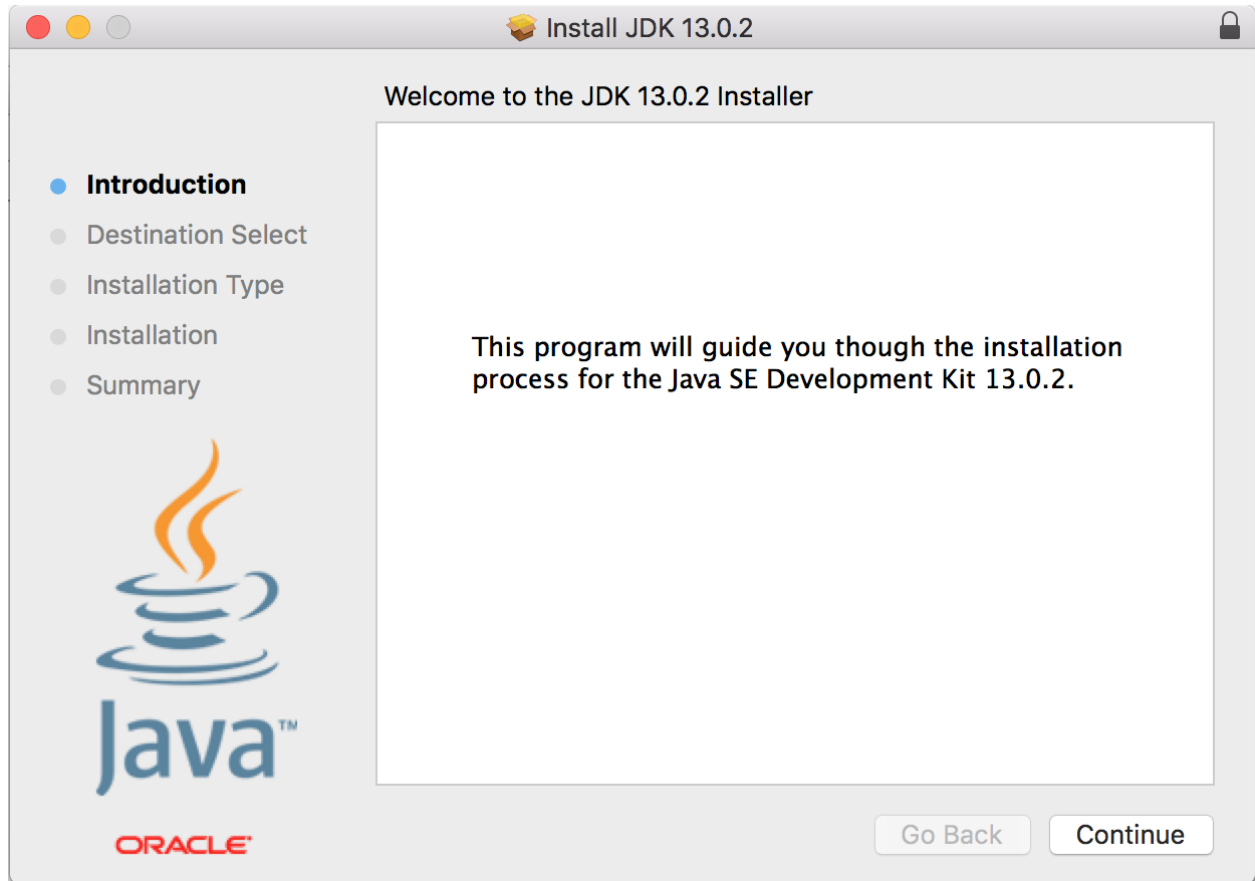 Install JDK 13.0.2
Welcome to the JDK 13.0.2 Installer
Introduction
Destination Select
Installation Type
Installation
Summary
This program will guide you though the installation
process for the Java SE Development Kit 13.0.2.
Java™
ORACLE®
Go Back
Continue